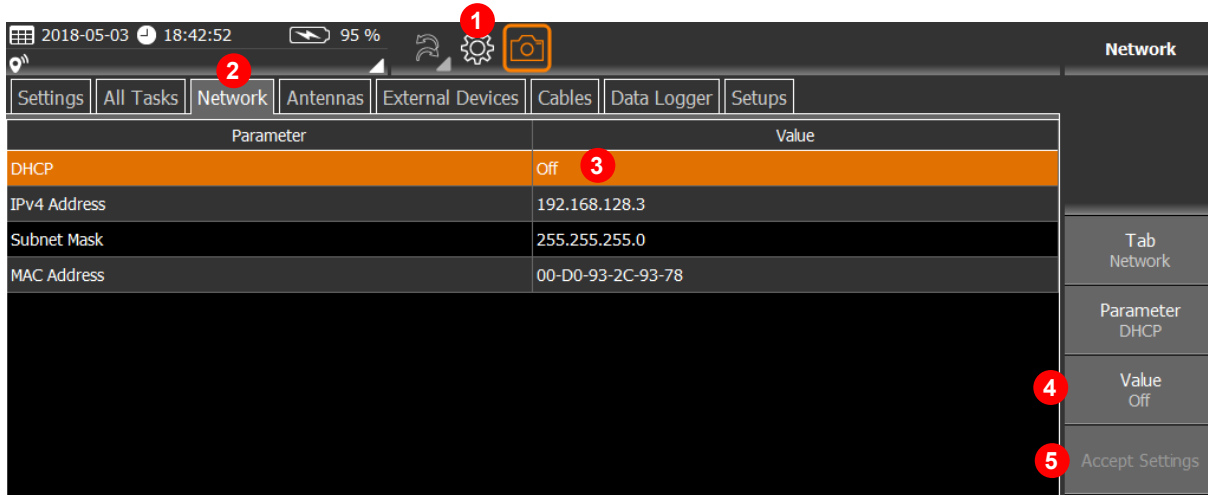 1
2018-05-03 18:42:52 95 %
Network
2
Settings All Tasks Network Antennas External Devices Cables Data Logger Setups
Parameter Value
DHCP Off 3
IPv4 Address 192.168.128.3
Subnet Mask 255.255.255.0
MAC Address 00-D0-93-2C-93-78
Tab
Network
Parameter
DHCP
4 Value
Off
5 Accept Settings